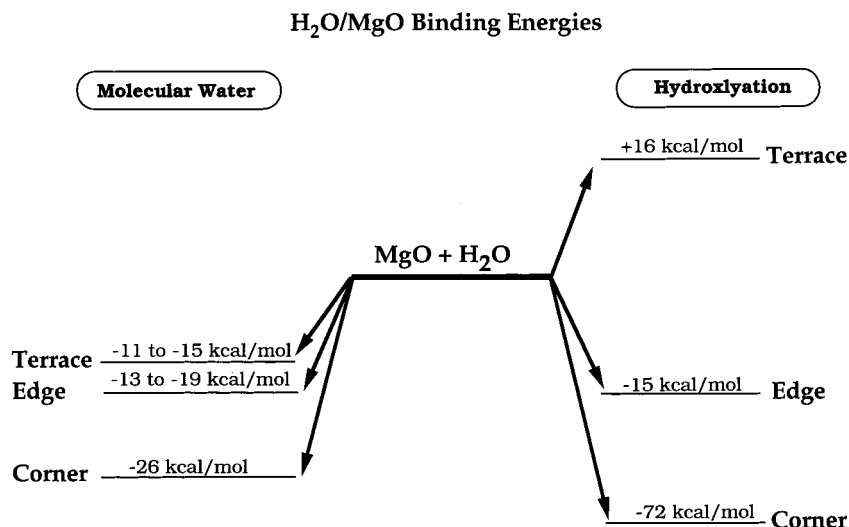 H₂O/MgO Binding Energies
Molecular Water
Hydroxlyation
+16 kcal/mol Terrace
MgO + H₂O
Terrace -11 to -15 kcal/mol
Edge -13 to -19 kcal/mol
-15 kcal/mol Edge
Corner -26 kcal/mol
-72 kcal/mol Corner